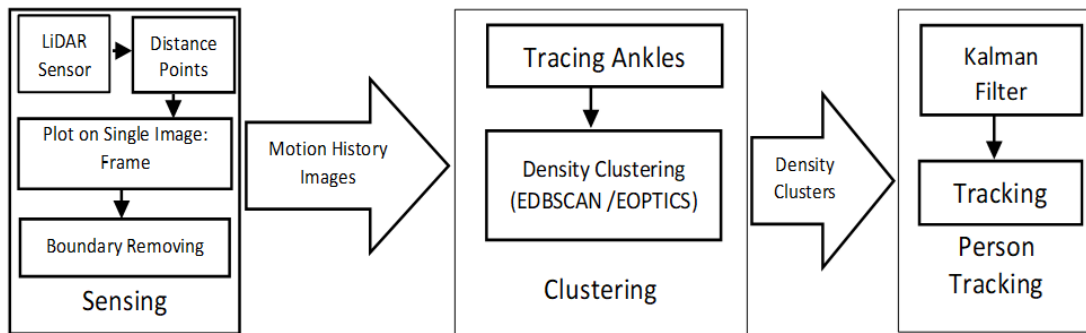 LiDAR
Sensor
Distance
Points
Plot on Single Image:
Frame
Boundary Removing
Sensing
Motion History
Images
Tracing Ankles
Density Clustering
(EDBSCAN /EOPTICS)
Clustering
Density
Clusters
Kalman
Filter
Tracking
Person
Tracking